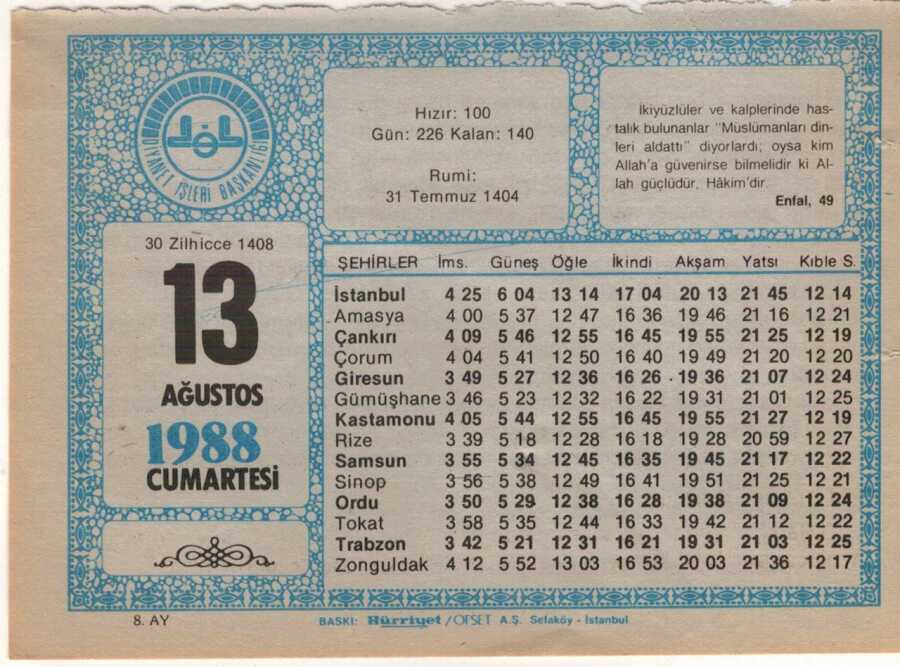 DİYANET İŞLERİ BAŞKANLIĞI
Hızır: 100
Gün: 226 Kalan: 140
Rumi:
31 Temmuz 1404
İkiyüzlüler ve kalplerinde has-
talık bulunanlar "Müslümanları din-
leri aldattı" diyorlardı; oysa kim
Allah'a güvenirse bilmelidir ki Al-
lah güçlüdür, Hâkim'dir.
Enfal, 49
30 Zilhicce 1408
13
AĞUSTOS
1988
CUMARTESİ
ŞEHİRLER İms. Güneş Öğle İkindi Akşam Yatsı Kıble S.
İstanbul 4 25 6 04 13 14 17 04 20 13 21 45 12 14
Amasya 4 00 5 37 12 47 16 36 19 46 21 16 12 21
Çankırı 4 09 5 46 12 55 16 45 19 55 21 25 12 19
Çorum 4 04 5 41 12 50 16 40 19 49 21 20 12 20
Giresun 3 49 5 27 12 36 16 26 19 36 21 07 12 24
Gümüşhane 3 46 5 23 12 32 16 22 19 31 21 01 12 25
Kastamonu 4 05 5 44 12 55 16 45 19 55 21 27 12 19
Rize 3 39 5 18 12 28 16 18 19 28 20 59 12 27
Samsun 3 55 5 34 12 45 16 35 19 45 21 17 12 22
Sinop 3 56 5 38 12 49 16 41 19 51 21 25 12 21
Ordu 3 50 5 29 12 38 16 28 19 38 21 09 12 24
Tokat 3 58 5 35 12 44 16 33 19 42 21 12 12 22
Trabzon 3 42 5 21 12 31 16 21 19 31 21 03 12 25
Zonguldak 4 12 5 52 13 03 16 53 20 03 21 36 12 17
8. AY
BASKI: Hürriyet / OFSET A.Ş. Sefaköy - İstanbul